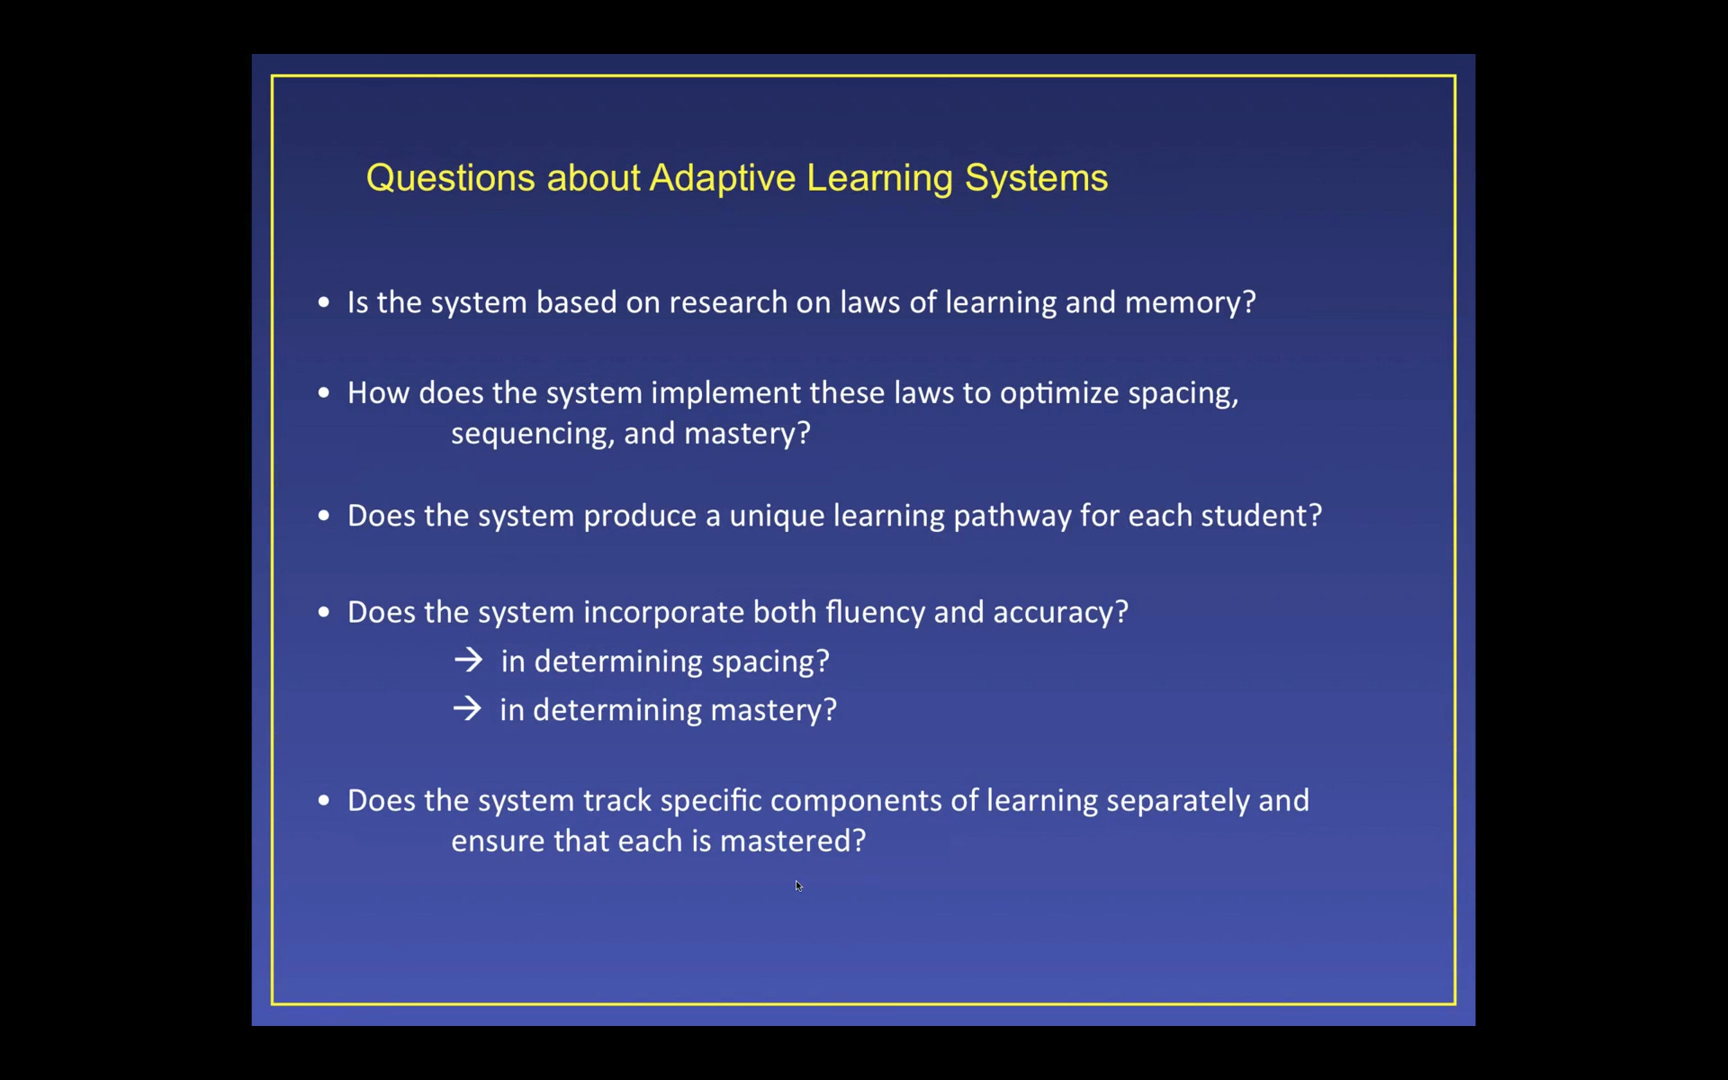 Questions about Adaptive Learning Systems
• Is the system based on research on laws of learning and memory?
• How does the system implement these laws to optimize spacing,
sequencing, and mastery?
• Does the system produce a unique learning pathway for each student?
• Does the system incorporate both fluency and accuracy?
→ in determining spacing?
→ in determining mastery?
• Does the system track specific components of learning separately and
ensure that each is mastered?